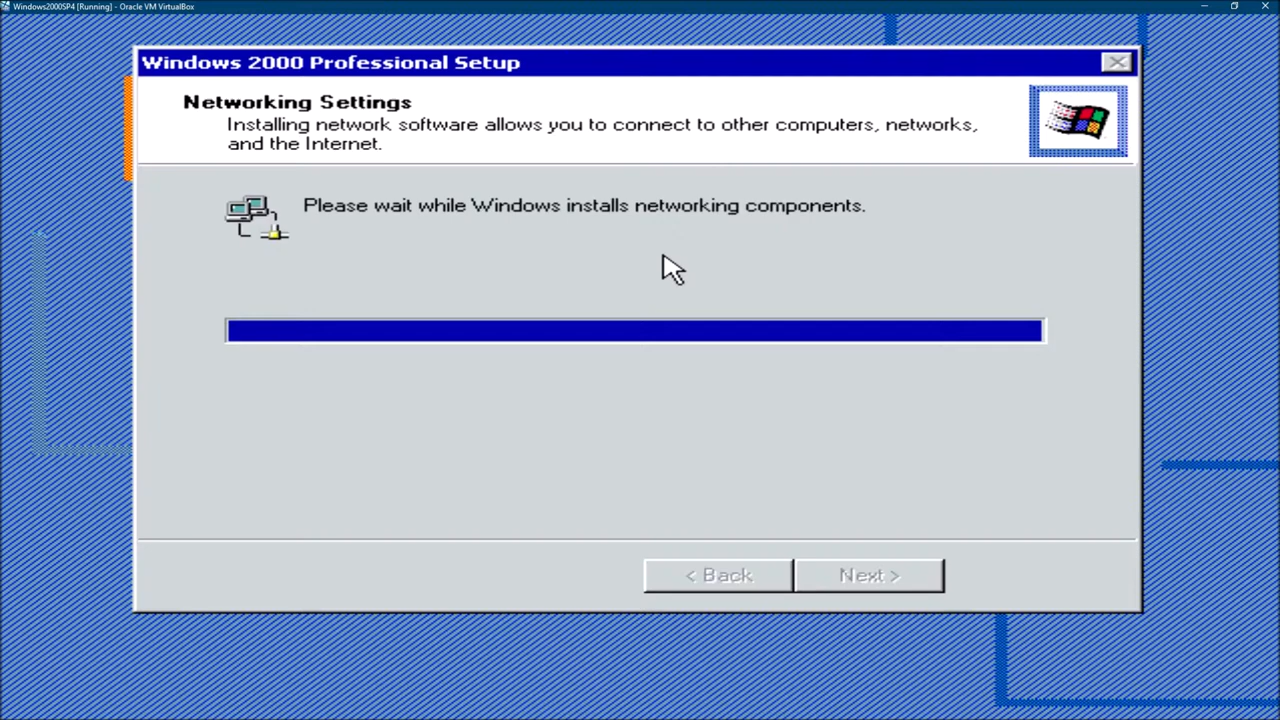 Windows2000SP4 [Running] - Oracle VM VirtualBox
Windows 2000 Professional Setup
Networking Settings
Installing network software allows you to connect to other computers, networks,
and the Internet.
Please wait while Windows installs networking components.
< Back
Next >